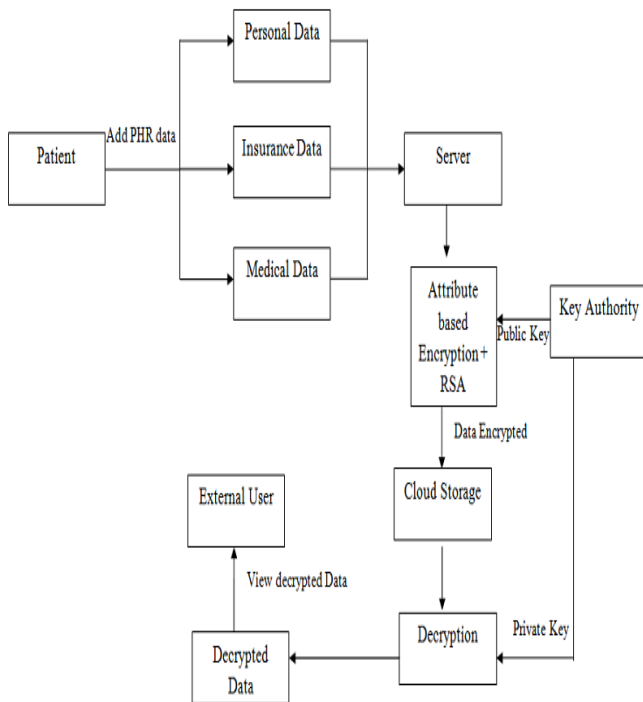 Personal Data
Add PHR data
Patient
Insurance Data
Server
Medical Data
Attribute
based
Encryption+
RSA
Public Key
Key Authority
Data Encrypted
Cloud Storage
External User
View decrypted Data
Decryption
Private Key
Decrypted
Data